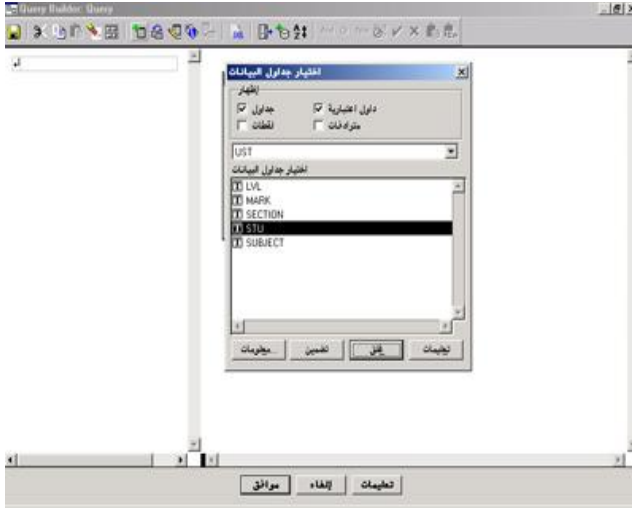 Query Builder: Query
اختيار جداول البيانات
إظهار
جداول
داول اعتبارية
لقطات
مترادفات
UST
اختيار جداول البيانات
LVL
MARK
SECTION
STU
SUBJECT
معلومات...
تضمين
إغلق
تعليمات
موافق
إلغاء
تعليمات